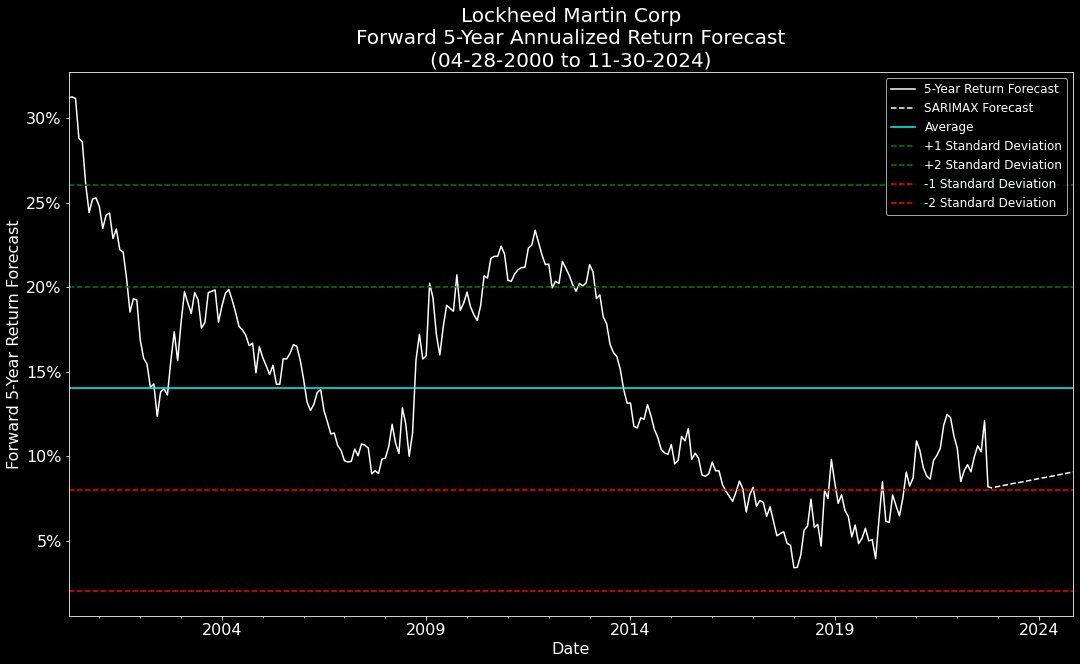 Lockheed Martin Corp
Forward 5-Year Annualized Return Forecast
(04-28-2000 to 11-30-2024)
5-Year Return Forecast
SARIMAX Forecast
Average
+1 Standard Deviation
+2 Standard Deviation
-1 Standard Deviation
-2 Standard Deviation
Forward 5-Year Return Forecast
30%
25%
20%
15%
10%
5%
2004
2009
2014
2019
2024
Date